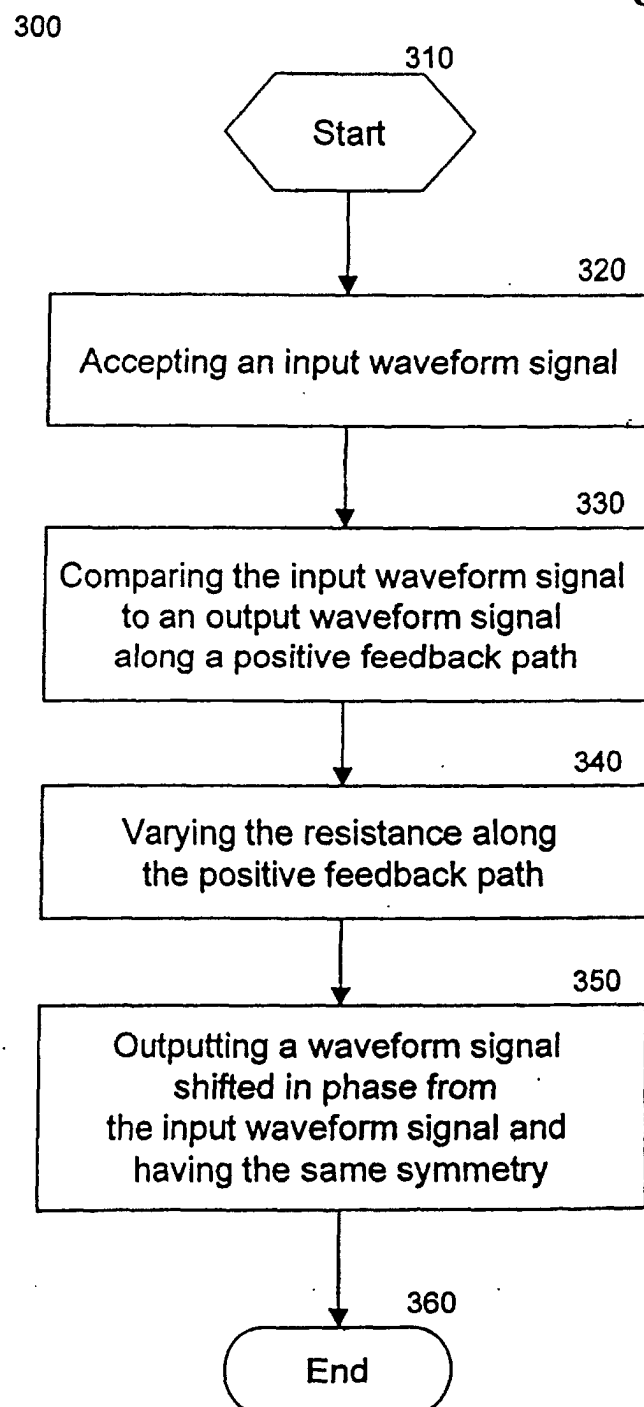 300
310
Start
320
Accepting an input waveform signal
330
Comparing the input waveform signal
to an output waveform signal
along a positive feedback path
340
Varying the resistance along
the positive feedback path
350
Outputting a waveform signal
shifted in phase from
the input waveform signal and
having the same symmetry
360
End